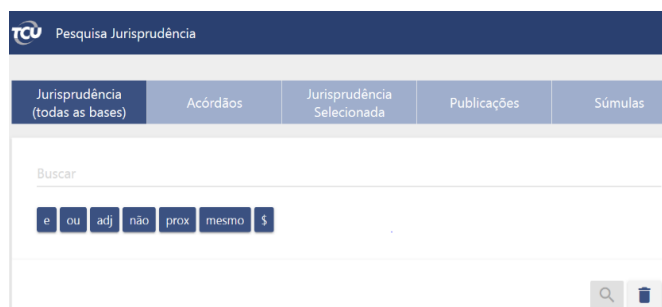 TCU Pesquisa Jurisprudência
Jurisprudência
(todas as bases)
Acórdãos
Jurisprudência
Selecionada
Publicações
Súmulas
Buscar
e ou adj não prox mesmo $